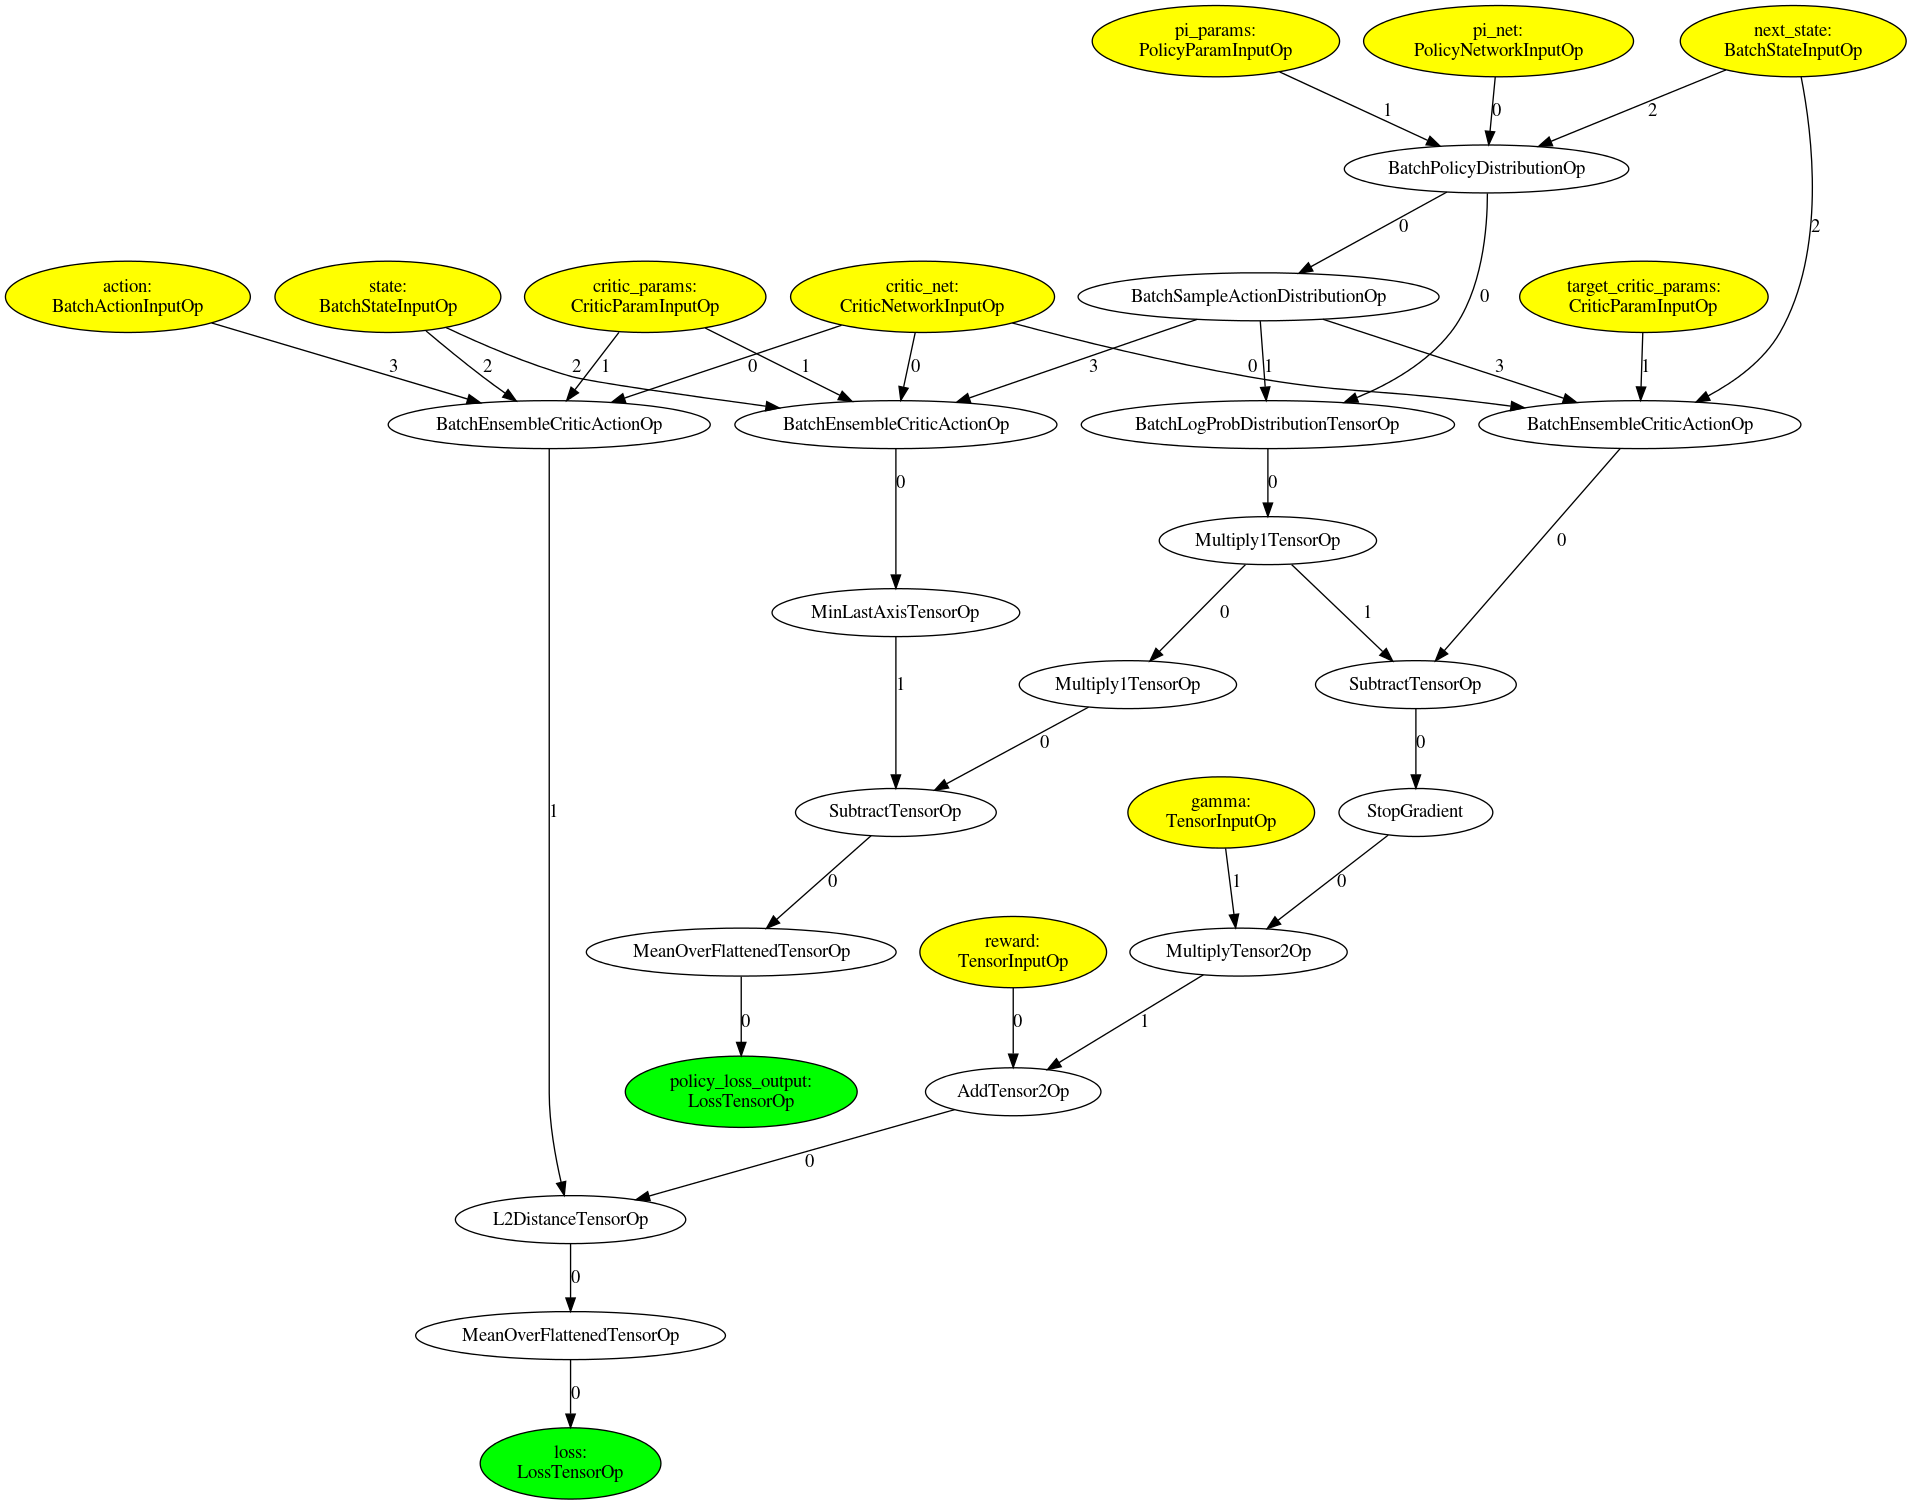 pi_params:
PolicyParamInputOp
pi_net:
PolicyNetworkInputOp
next_state:
BatchStateInputOp
1
0
2
BatchPolicyDistributionOp
0
2
action:
BatchActionInputOp
state:
BatchStateInputOp
critic_params:
CriticParamInputOp
critic_net:
CriticNetworkInputOp
BatchSampleActionDistributionOp
0
target_critic_params:
CriticParamInputOp
3
2
2
1
0
1
0
3
0
1
3
1
BatchEnsembleCriticActionOp
BatchEnsembleCriticActionOp
BatchLogProbDistributionTensorOp
BatchEnsembleCriticActionOp
0
0
Multiply1TensorOp
0
MinLastAxisTensorOp
0
1
1
Multiply1TensorOp
SubtractTensorOp
0
0
1
SubtractTensorOp
gamma:
TensorInputOp
StopGradient
0
1
0
MeanOverFlattenedTensorOp
reward:
TensorInputOp
MultiplyTensor2Op
0
0
1
policy_loss_output:
LossTensorOp
AddTensor2Op
0
L2DistanceTensorOp
0
MeanOverFlattenedTensorOp
0
loss:
LossTensorOp